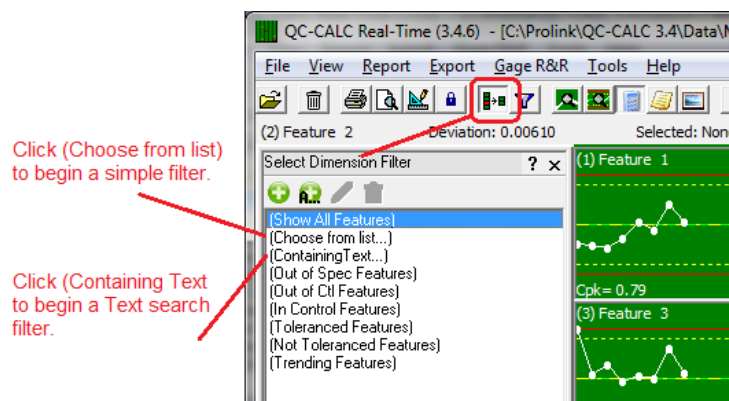 QC-CALC Real-Time (3.4.6) - [C:\Prolink\QC-CALC 3.4\Data\
File View Report Export Gage R&R Tools Help
(2) Feature 2 Deviation: 0.00610 Selected: Non
Select Dimension Filter ? ×
A...
(Show All Features)
(Choose from list...)
(ContainingText...)
(Out of Spec Features)
(Out of Ctl Features)
(In Control Features)
(Toleranced Features)
(Not Toleranced Features)
(Trending Features)
(1) Feature 1
Cpk= 0.79
(3) Feature 3
Click (Choose from list)
to begin a simple filter.
Click (Containing Text
to begin a Text search
filter.